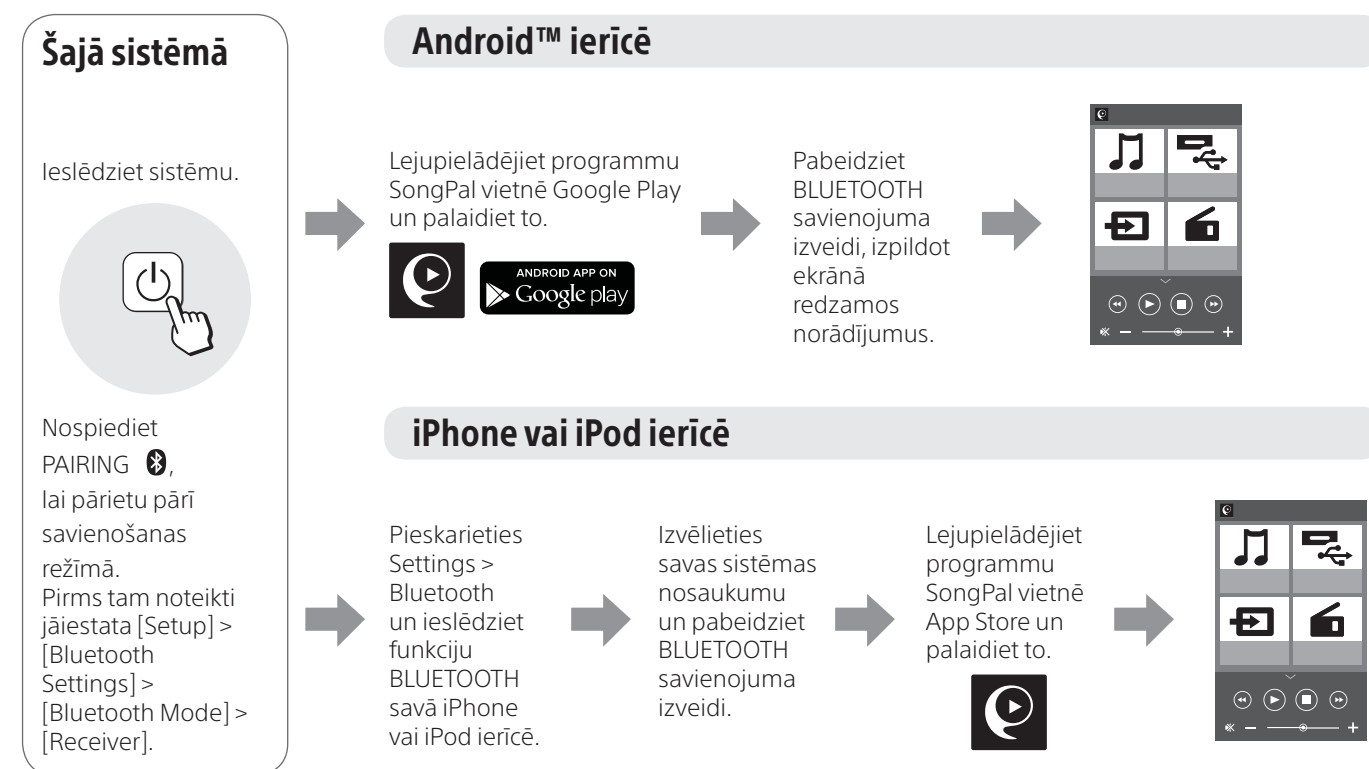 Šajā sistēmā
Ieslēdziet sistēmu.
Nospiediet
PAIRING ,
lai pārietu pārī
savienošanas
režīmā.
Pirms tam noteikti
jāiestata [Setup] >
[Bluetooth
Settings] >
[Bluetooth Mode] >
[Receiver].
Android™ ierīcē
Lejupielādējiet programmu
SongPal vietnē Google Play
un palaidiet to.
ANDROID APP ON
Google play
Pabeidziet
BLUETOOTH
savienojuma
izveidi, izpildot
ekrānā
redzamos
norādījumus.
iPhone vai iPod ierīcē
Pieskarieties
Settings >
Bluetooth
un ieslēdziet
funkciju
BLUETOOTH
savā iPhone
vai iPod ierīcē.
Izvēlieties
savas sistēmas
nosaukumu
un pabeidziet
BLUETOOTH
savienojuma
izveidi.
Lejupielādējiet
programmu
SongPal vietnē
App Store un
palaidiet to.